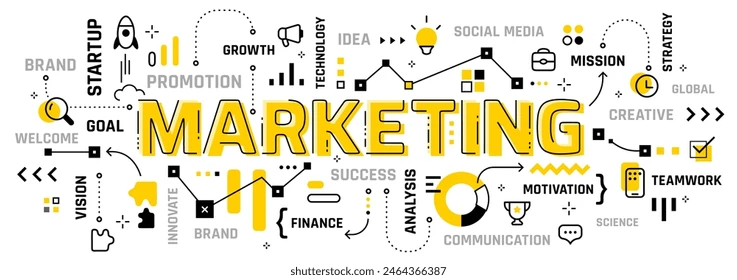 STARTUP
GROWTH
TECHNOLOGY
IDEA
SOCIAL MEDIA
STRATEGY
BRAND
PROMOTION
MISSION
GLOBAL
GOAL
MARKETING
CREATIVE
WELCOME
VISION
INNOVATE
BRAND
FINANCE
SUCCESS
ANALYSIS
COMMUNICATION
MOTIVATION
SCIENCE
TEAMWORK
shutterstock.com · 2464366387